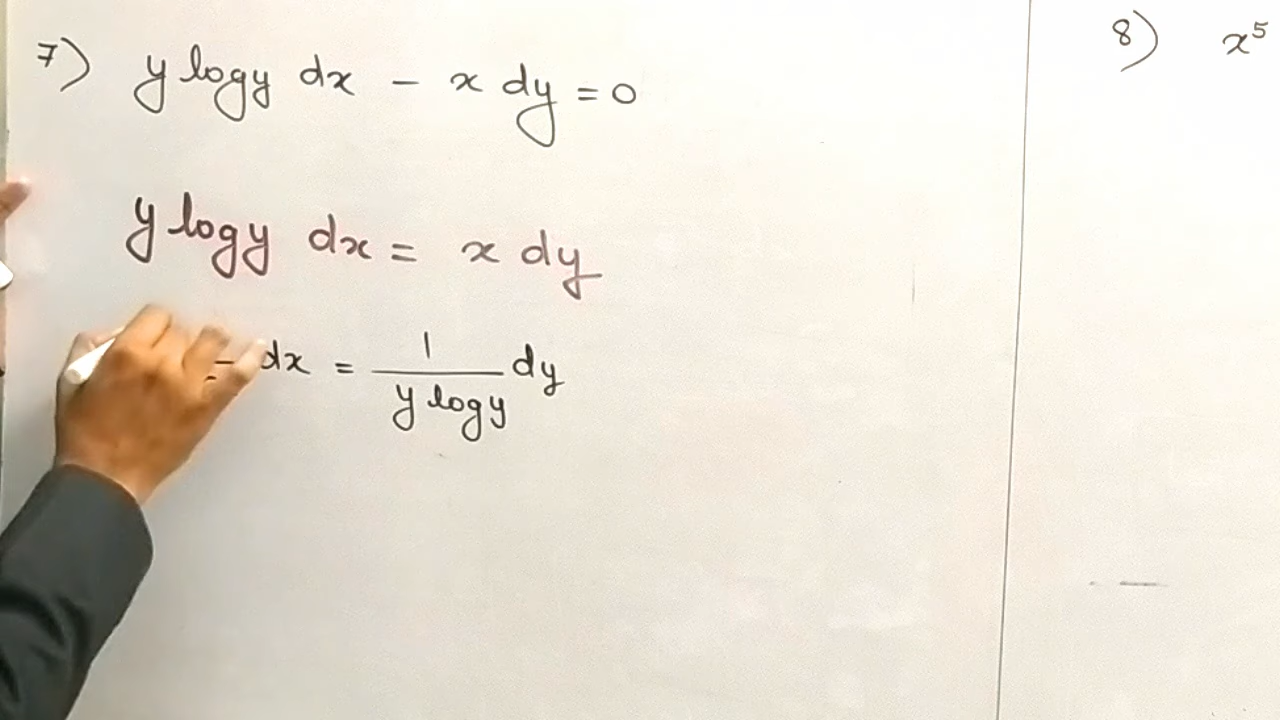 7) y logy dx - x dy = 0
y logy dx = x dy
dx = 1/(y logy) dy
8) x⁵